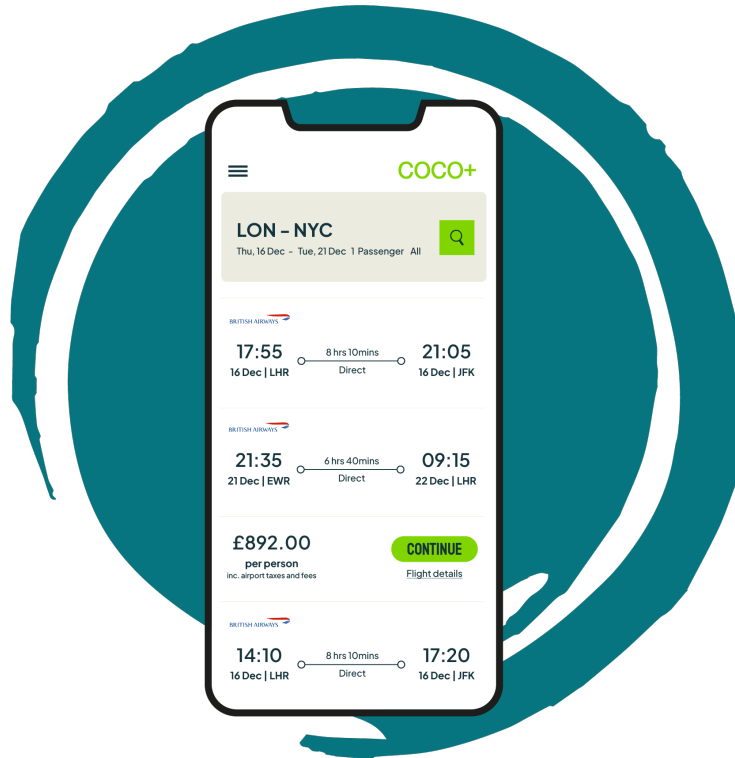 COCO+
LON – NYC
Thu, 16 Dec - Tue, 21 Dec 1 Passenger All
BRITISH AIRWAYS
17:55 8 hrs 10mins 21:05
16 Dec | LHR Direct 16 Dec | JFK
BRITISH AIRWAYS
21:35 6 hrs 40mins 09:15
21 Dec | EWR Direct 22 Dec | LHR
£892.00
per person
inc. airport taxes and fees
CONTINUE
Flight details
BRITISH AIRWAYS
14:10 8 hrs 10mins 17:20
16 Dec | LHR Direct 16 Dec | JFK